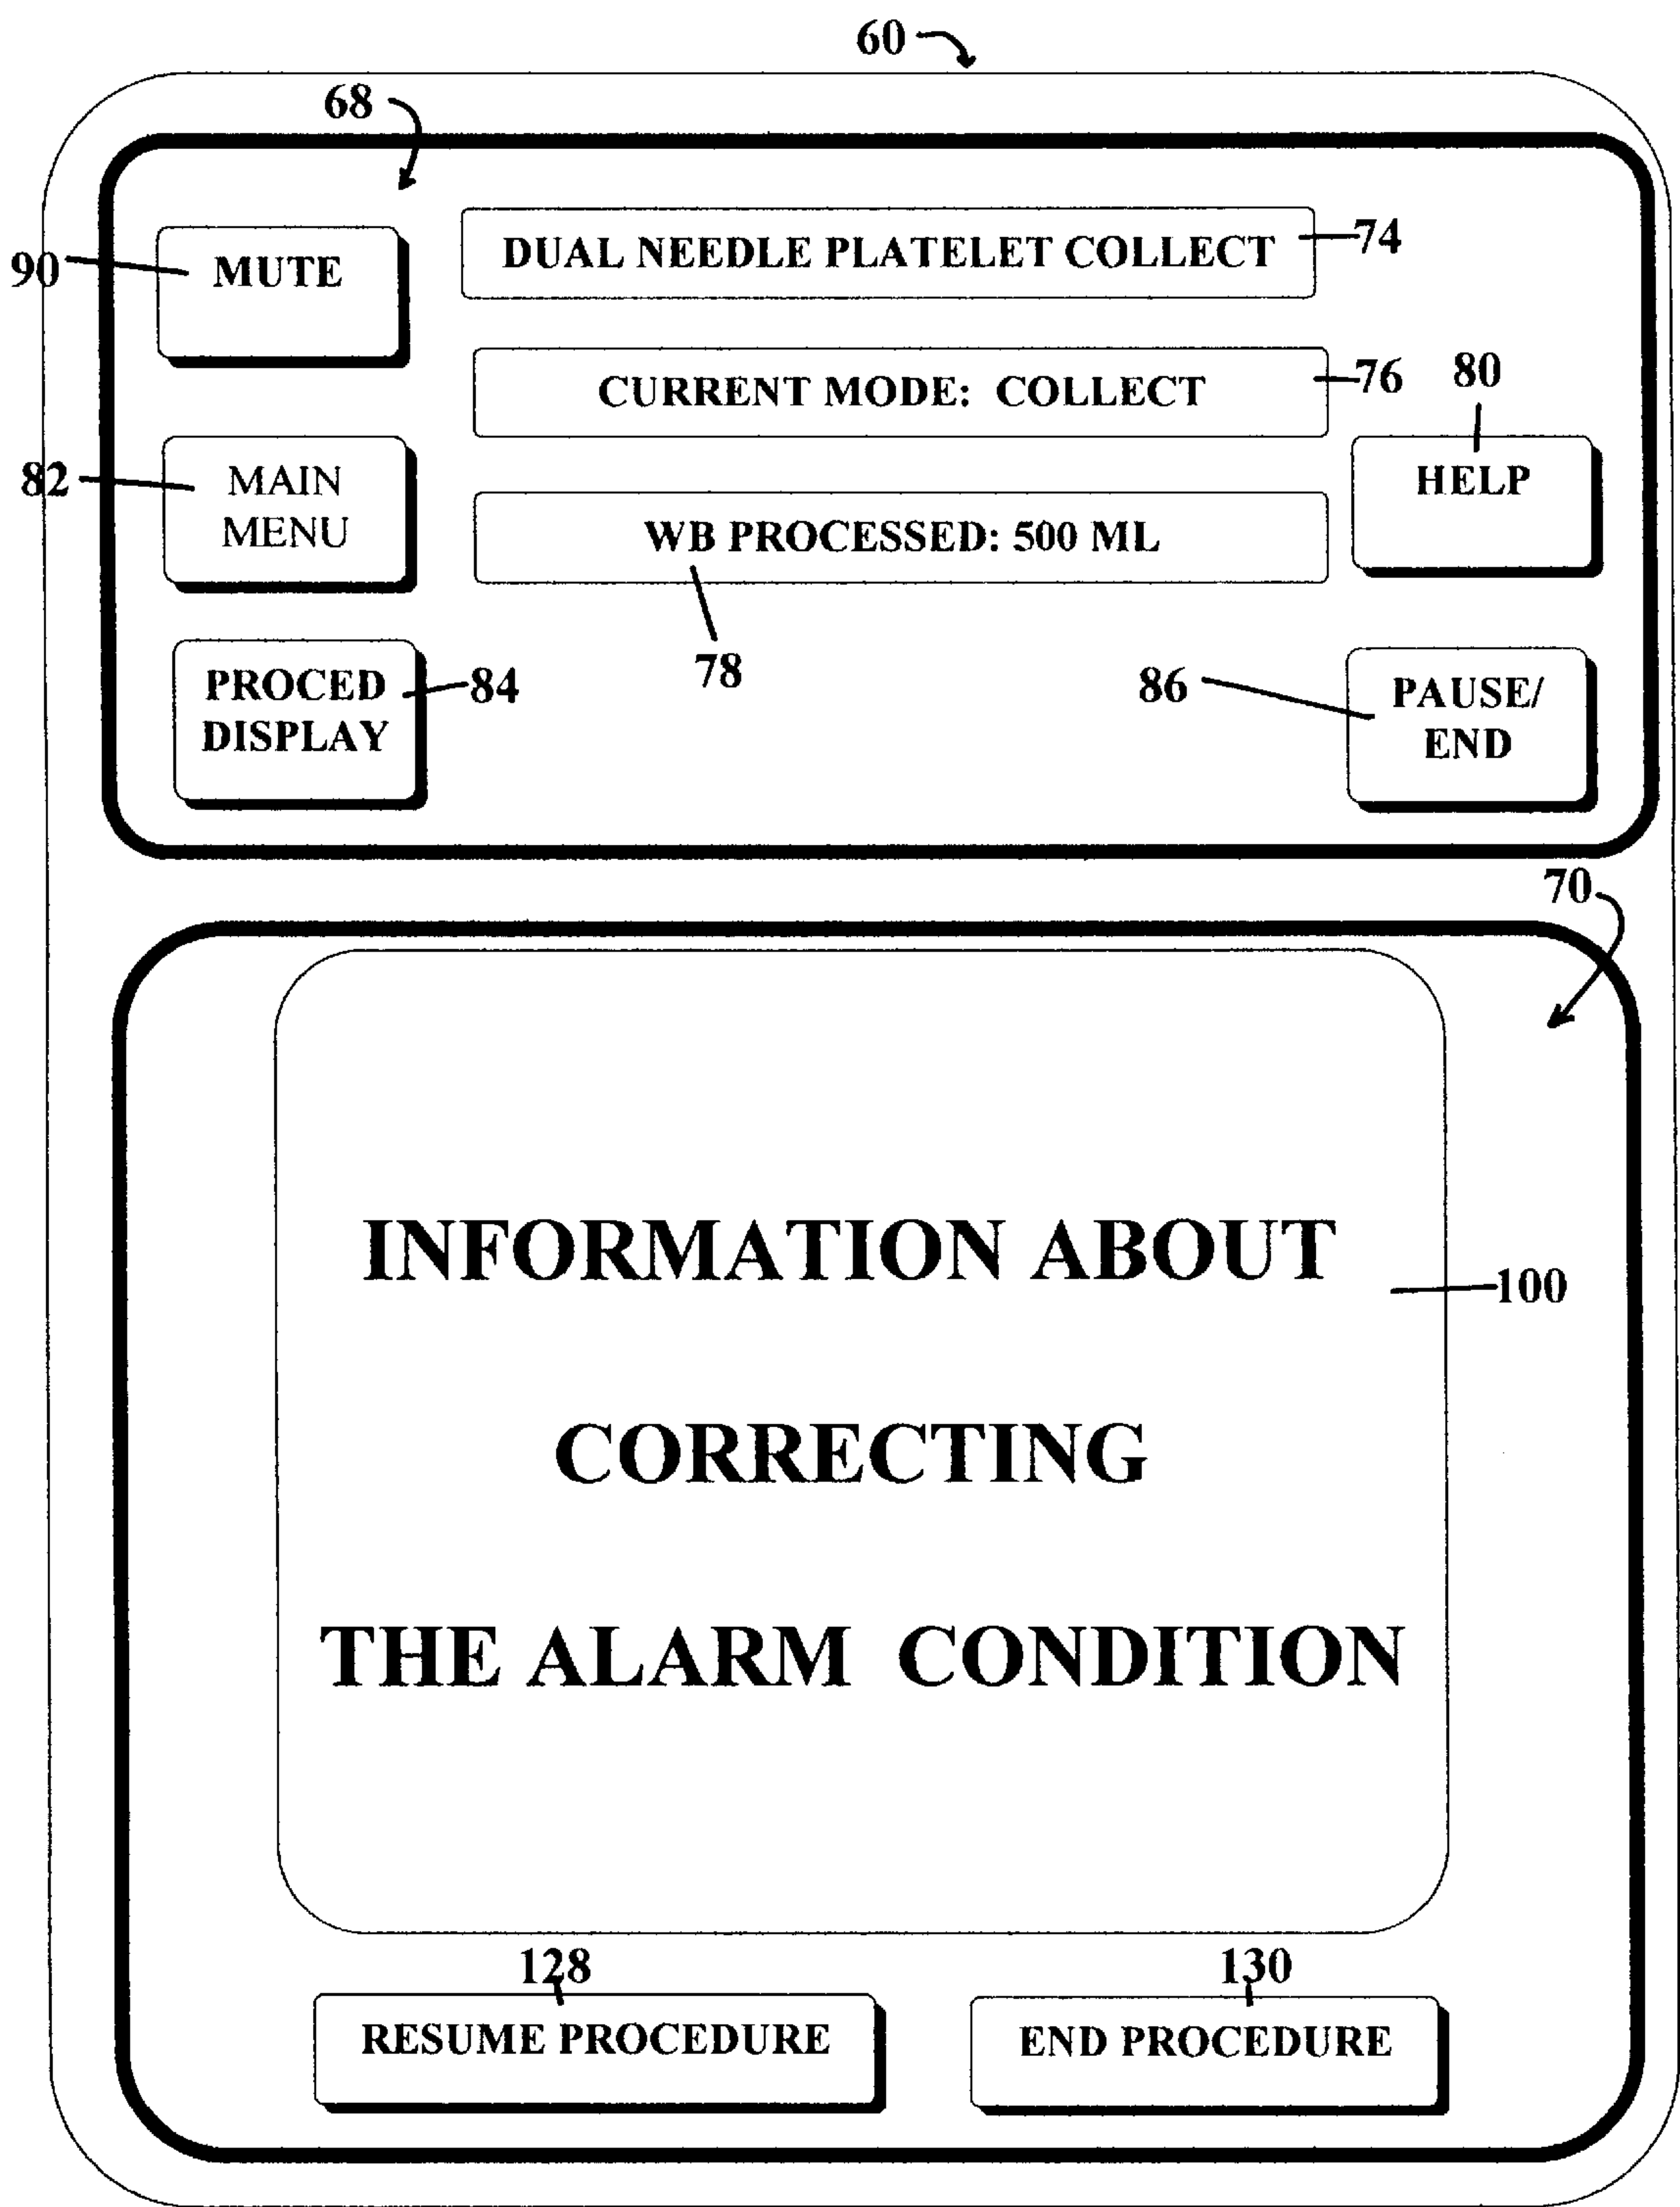 60
68
90
MUTE
DUAL NEEDLE PLATELET COLLECT
74
CURRENT MODE: COLLECT
76
80
82
MAIN
MENU
HELP
WB PROCESSED: 500 ML
78
PROCED
DISPLAY
84
86
PAUSE/
END
70
INFORMATION ABOUT
100
CORRECTING
THE ALARM CONDITION
128
130
RESUME PROCEDURE
END PROCEDURE